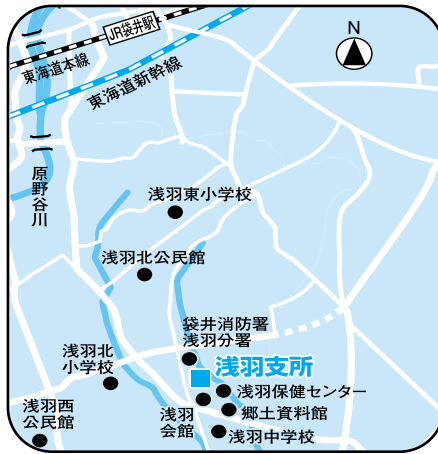 JR袋井駅
N
東海道本線
東海道新幹線
原野谷川
浅羽東小学校
浅羽北公民館
袋井消防署
浅羽分署
浅羽支所
浅羽北
小学校
浅羽保健センター
浅羽
会館
郷土資料館
浅羽西
公民館
浅羽中学校